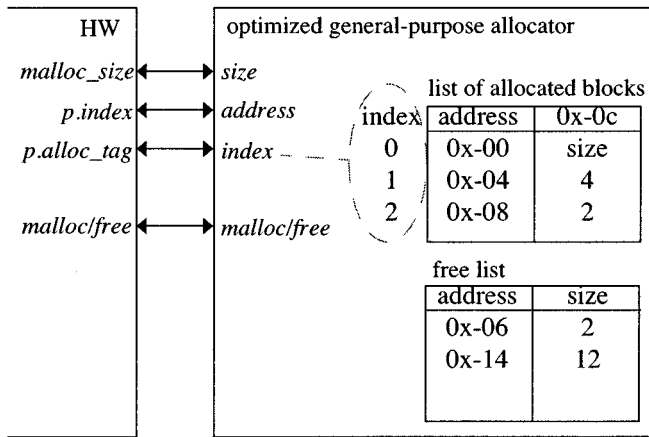 HW optimized general-purpose allocator
malloc_size size
list of allocated blocks
p.index address
index address 0x-0c
p.alloc_tag index
0 0x-00 size
1 0x-04 4
2 0x-08 2
malloc/free malloc/free
free list
address size
0x-06 2
0x-14 12